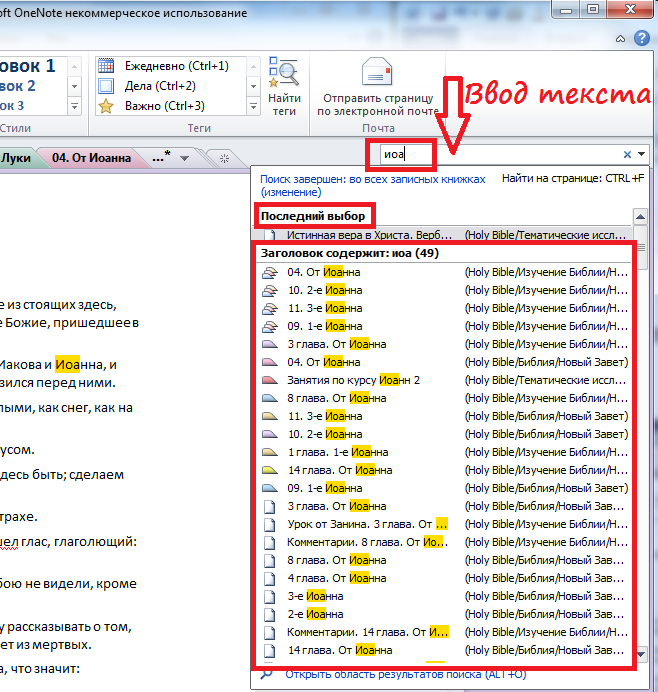 oft OneNote некоммерческое использование
овок 1
вок 2
ок 3
Стили
Ежедневно (Ctrl+1)
Дела (Ctrl+2)
Важно (Ctrl+3)
Теги
Найти
теги
Отправить страницу
по электронной почте
Почта
Ввод текста
Луки
04. От Иоанна
...*
иоа
Поиск завершен: во всех записных книжках
(изменение)
Найти на странице: CTRL+F
Последний выбор
Истинная вера в Христа. Верб... (Holy Bible/Тематические иссл...
Заголовок содержит: иоа (49)
04. От Иоанна (Holy Bible/Изучение Библии/Н...
10. 2-е Иоанна (Holy Bible/Изучение Библии/Н...
11. 3-е Иоанна (Holy Bible/Изучение Библии/Н...
09. 1-е Иоанна (Holy Bible/Изучение Библии/Н...
3 глава. От Иоанна (Holy Bible/Изучение Библии/Н...
04. От Иоанна (Holy Bible/Библия/Новый Завет)
Занятия по курсу Иоанн 2 (Holy Bible/Тематические иссл...
8 глава. От Иоанна (Holy Bible/Изучение Библии/Н...
11. 3-е Иоанна (Holy Bible/Библия/Новый Завет)
10. 2-е Иоанна (Holy Bible/Библия/Новый Завет)
1 глава. 1-е Иоанна (Holy Bible/Изучение Библии/Н...
14 глава. От Иоанна (Holy Bible/Изучение Библии/Н...
09. 1-е Иоанна (Holy Bible/Библия/Новый Завет)
3 глава. От Иоанна (Holy Bible/Библия/Новый Зав...
Урок от Занина. 3 глава. От ... (Holy Bible/Изучение Библии/Н...
Комментарии. 8 глава. От Ио... (Holy Bible/Изучение Библии/Н...
8 глава. От Иоанна (Holy Bible/Библия/Новый Зав...
4 глава. От Иоанна (Holy Bible/Библия/Новый Зав...
3-е Иоанна (Holy Bible/Библия/Новый Зав...
2-е Иоанна (Holy Bible/Библия/Новый Зав...
Комментарии. 14 глава. От И... (Holy Bible/Изучение Библии/Н...
14 глава. От Иоанна (Holy Bible/Библия/Новый Зав...
Открыть область результатов поиска (ALT+O)
е из стоящих здесь,
е Божие, пришедшее в
Иакова и Иоанна, и
зился перед ними.
лыми, как снег, как на
усом.
десь быть; сделаем
трахе.
шел глас, глаголющий:
бою не видели, кроме
у рассказывать о том,
ет из мертвых.
а, что значит: